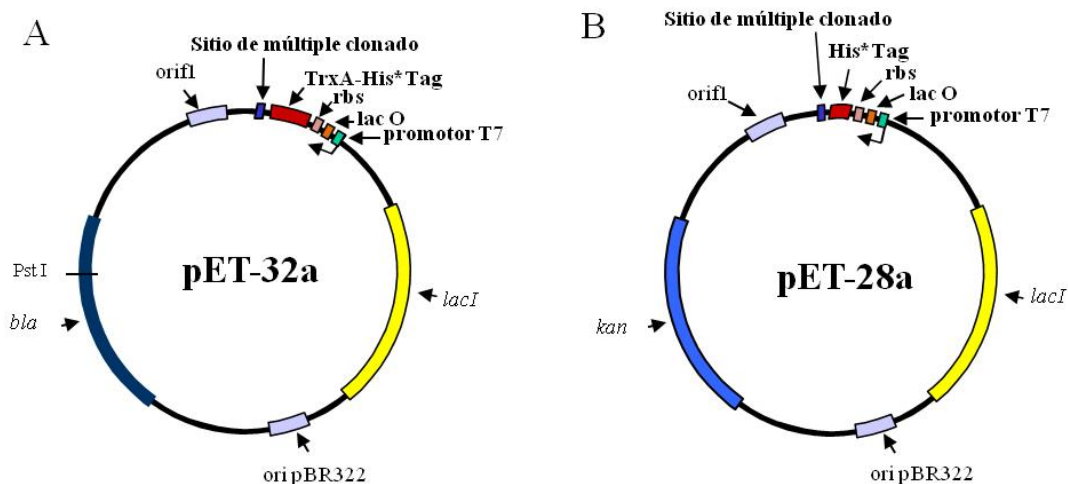 A
Sitio de múltiple clonado
orif1
TrxA-His*Tag
rbs
lac O
promotor T7
pET-32a
PstI
bla
lacI
ori pBR322
B
Sitio de múltiple clonado
His*Tag
orif1
rbs
lac O
promotor T7
pET-28a
kan
lacI
ori pBR322